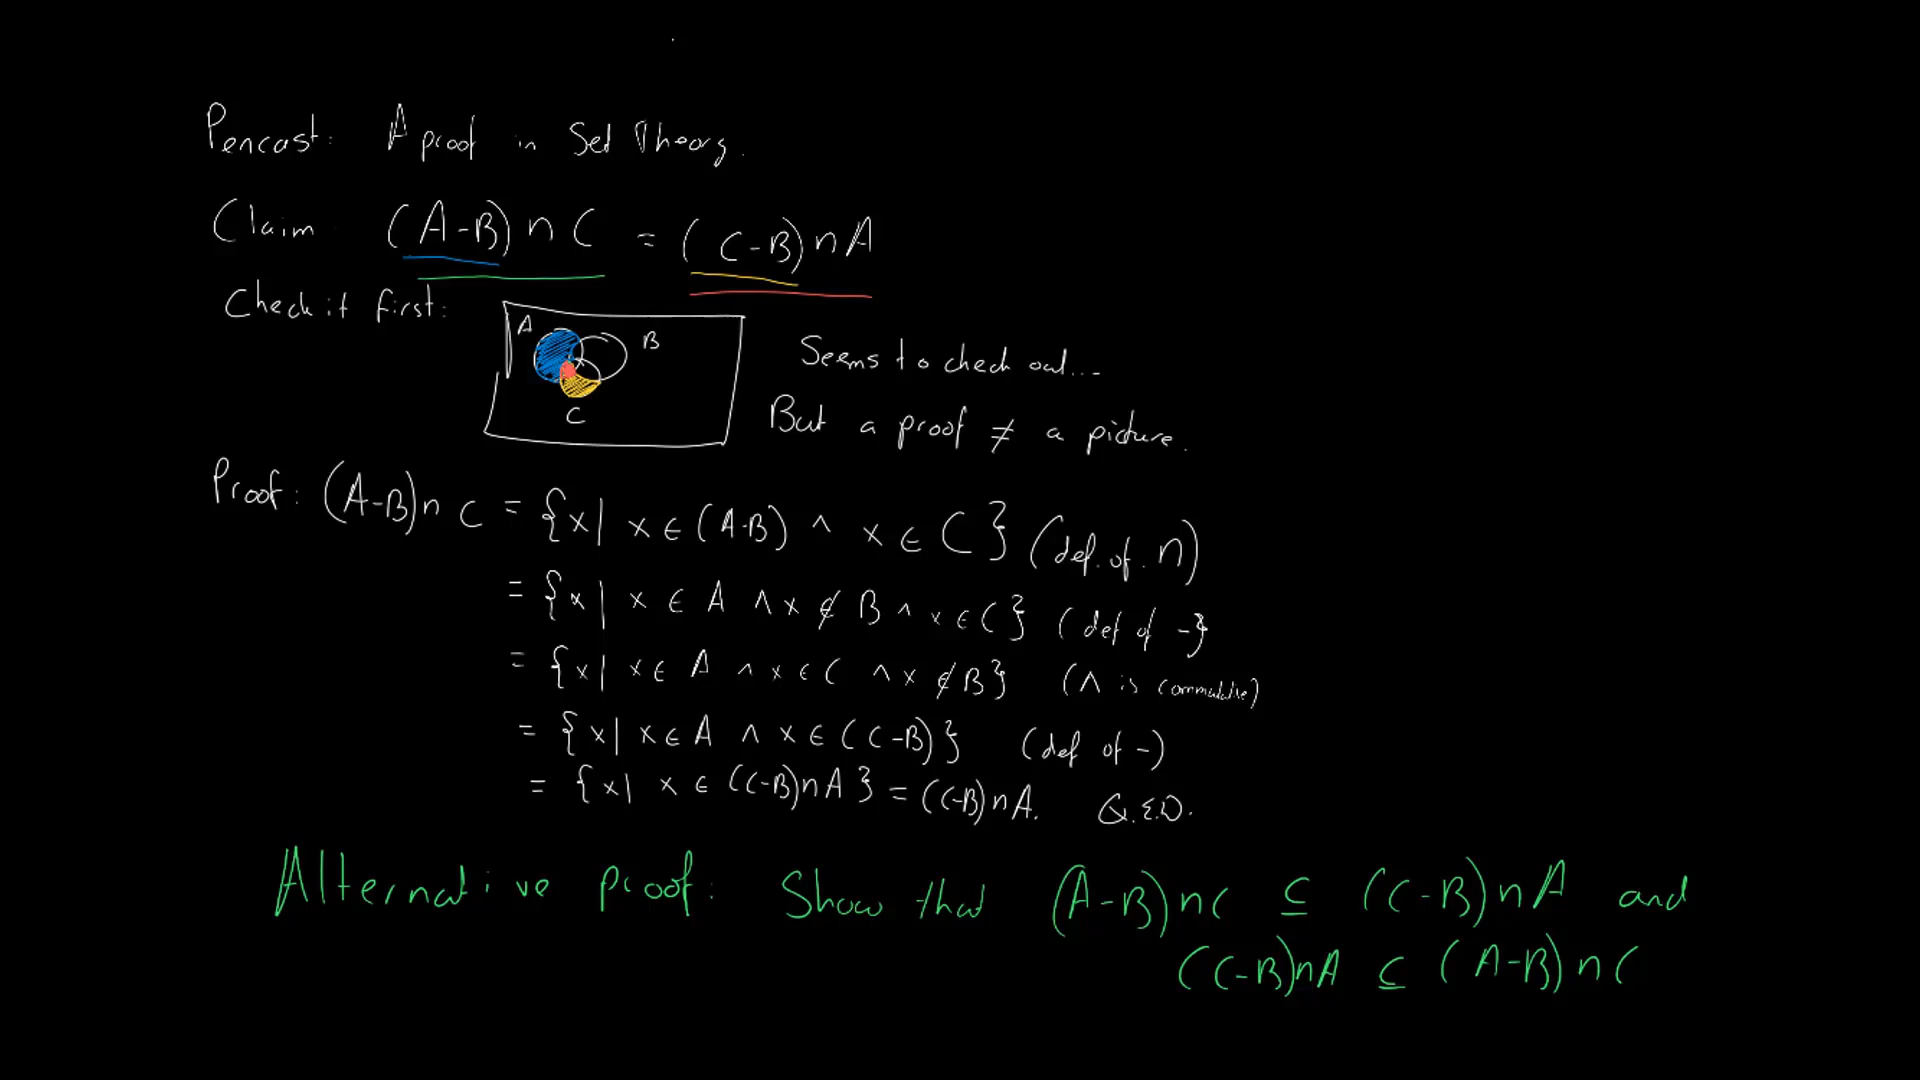 Pencast: A proof in Set Theory.
Claim (A-B) ∩ C = (C-B) ∩ A
Check it first:
A
B
C
Seems to check out...
But a proof ≠ a picture.
Proof: (A-B) ∩ C = {x | x ∈ (A-B) ∧ x ∈ C} (def. of. ∩)
= {x | x ∈ A ∧ x ∉ B ∧ x ∈ C} (def of -}
= {x | x ∈ A ∧ x ∈ C ∧ x ∉ B} (∧ is commutative)
= {x | x ∈ A ∧ x ∈ (C-B)} (def of -)
= {x | x ∈ (C-B) ∩ A} = (C-B) ∩ A. Q.E.D.
Alternative proof: Show that (A-B) ∩ C ⊆ (C-B) ∩ A and
(C-B) ∩ A ⊆ (A-B) ∩ C